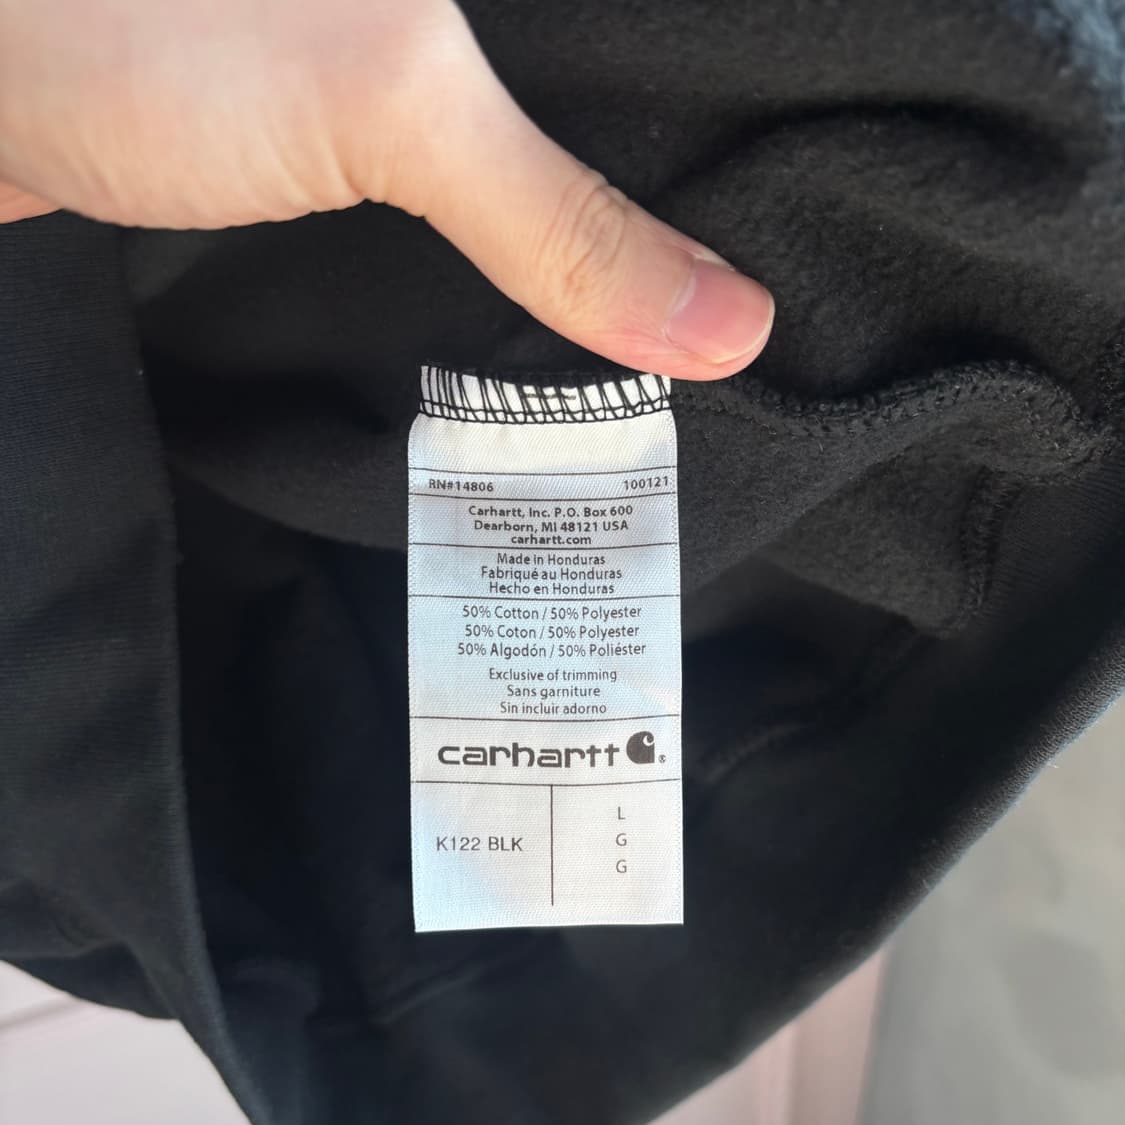 RN#14806 100121
Carhartt, Inc. P.O. Box 600
Dearborn, MI 48121 USA
carhartt.com
Made in Honduras
Fabriqué au Honduras
Hecho en Honduras
50% Cotton / 50% Polyester
50% Coton / 50% Polyester
50% Algodón / 50% Poliéster
Exclusive of trimming
Sans garniture
Sin incluir adorno
carhartt ®
K122 BLK
L
G
G